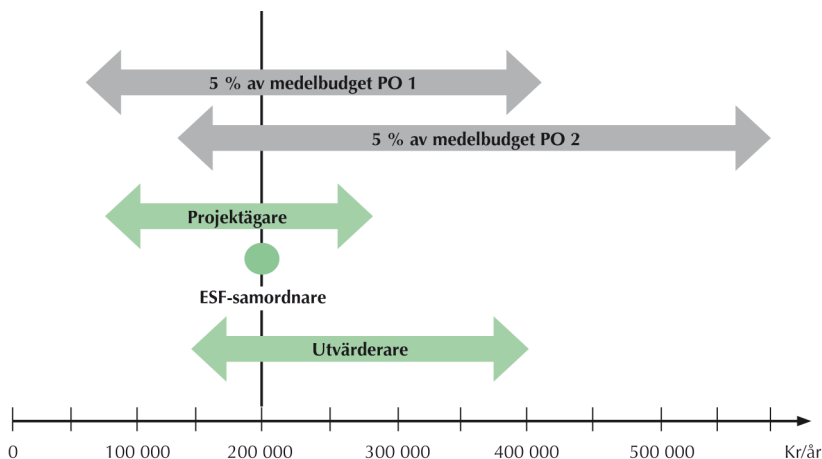 5 % av medelbudget PO 1
5 % av medelbudget PO 2
Projektägare
ESF-samordnare
Utvärderare
0 100 000 200 000 300 000 400 000 500 000 Kr/år